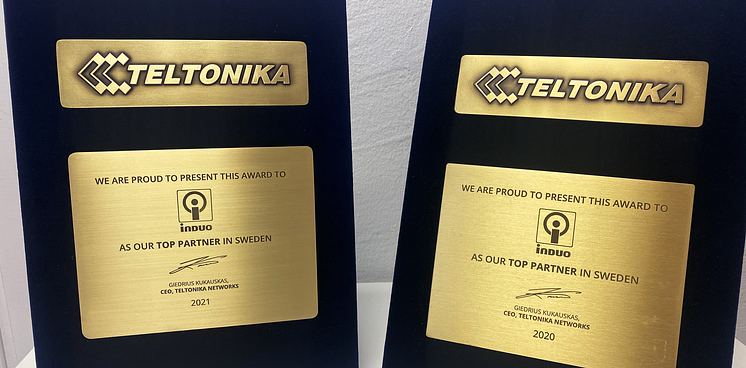 TELTONIKA
WE ARE PROUD TO PRESENT THIS AWARD TO
inDUO
AS OUR TOP PARTNER IN SWEDEN
GIEDRIUS KUKAUSKAS,
CEO, TELTONIKA NETWORKS
2021
TELTONIKA
WE ARE PROUD TO PRESENT THIS AWARD TO
inDUO
AS OUR TOP PARTNER IN SWEDEN
GIEDRIUS KUKAUSKAS,
CEO, TELTONIKA NETWORKS
2020